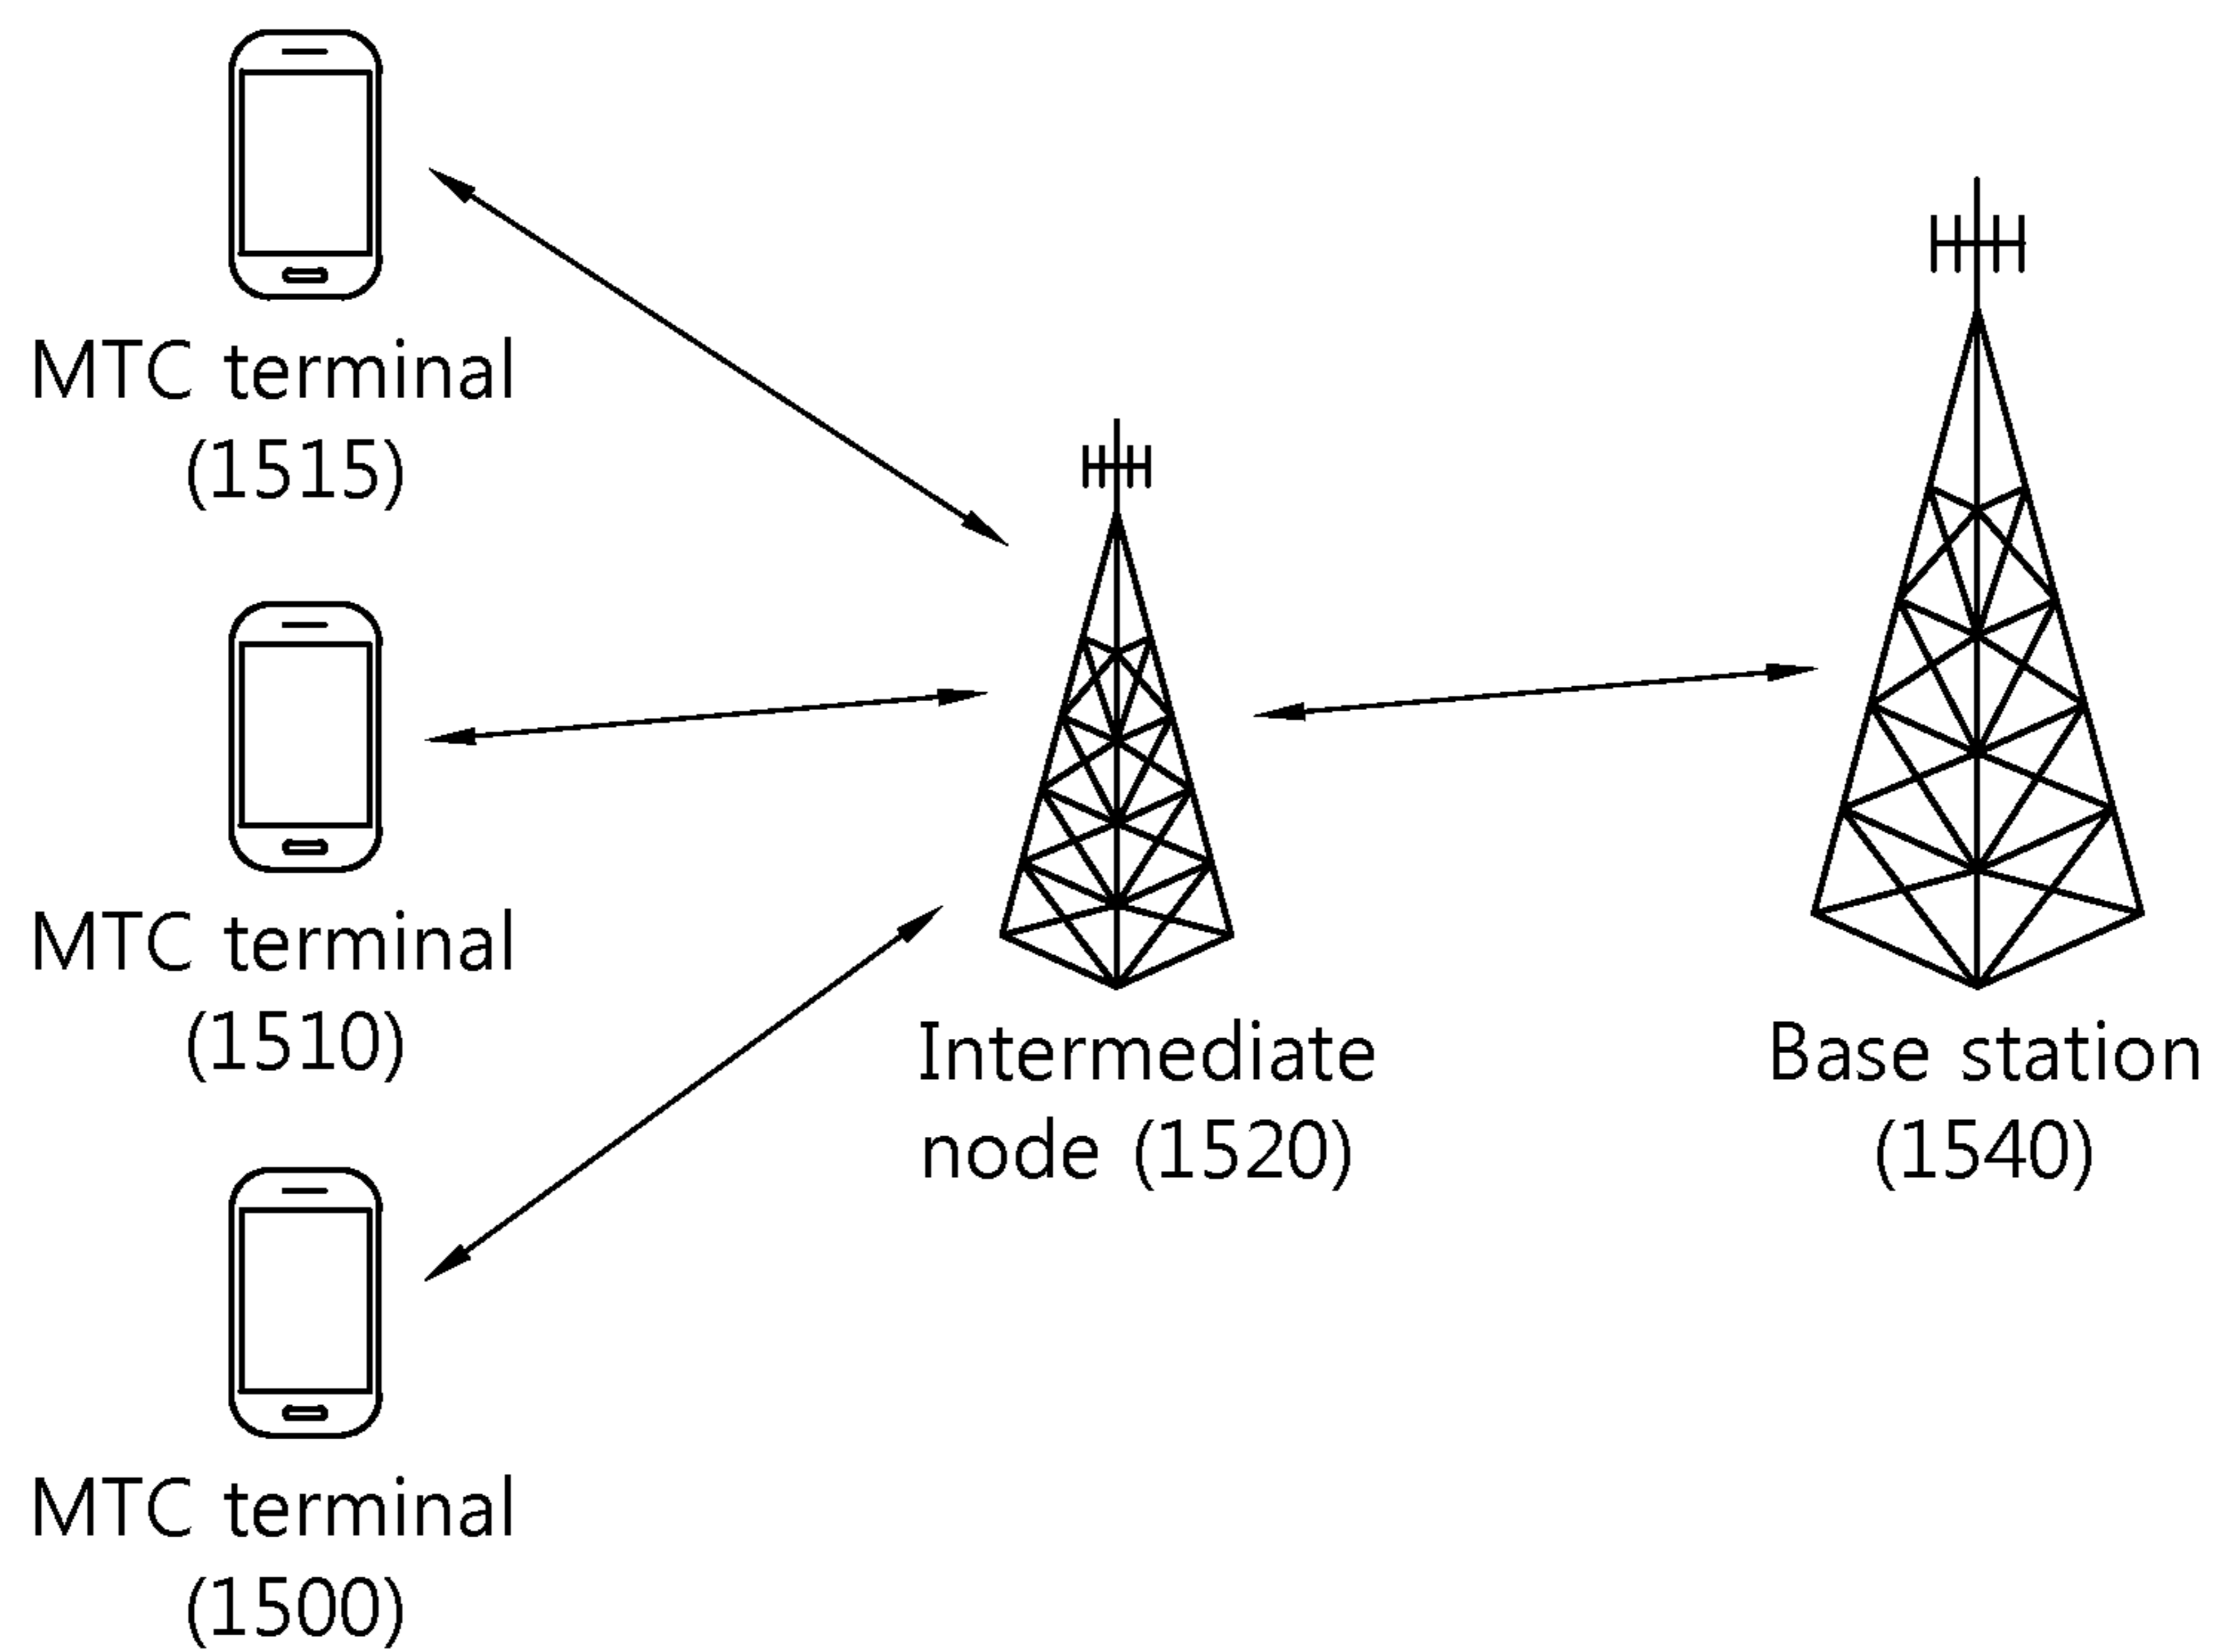 MTC terminal
(1515)
MTC terminal
(1510)
MTC terminal
(1500)
Intermediate
node (1520)
Base station
(1540)